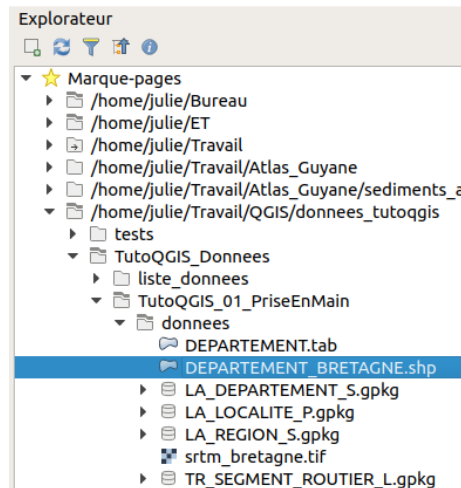 Explorateur
Marque-pages
/home/julie/Bureau
/home/julie/ET
/home/julie/Travail
/home/julie/Travail/Atlas_Guyane
/home/julie/Travail/Atlas_Guyane/sediments_a
/home/julie/Travail/QGIS/donnees_tutoqgis
tests
TutoQGIS_Donnees
liste_donnees
TutoQGIS_01_PriseEnMain
donnees
DEPARTEMENT.tab
DEPARTEMENT_BRETAGNE.shp
LA_DEPARTEMENT_S.gpkg
LA_LOCALITE_P.gpkg
LA_REGION_S.gpkg
srtm_bretagne.tif
TR_SEGMENT_ROUTIER_L.gpkg